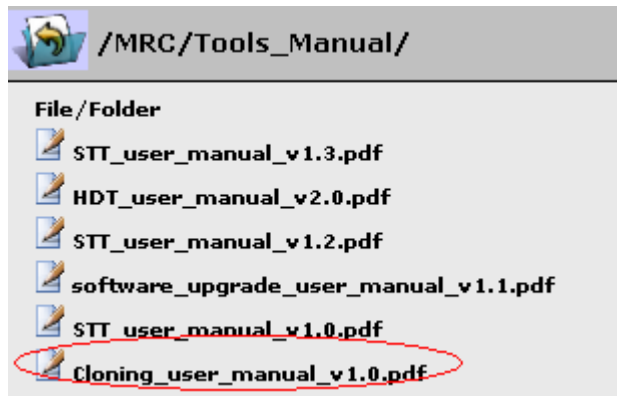 /MRC/Tools_Manual/
File/Folder
STT_user_manual_v1.3.pdf
HDT_user_manual_v2.0.pdf
STT_user_manual_v1.2.pdf
software_upgrade_user_manual_v1.1.pdf
STT_user_manual_v1.0.pdf
Cloning_user_manual_v1.0.pdf